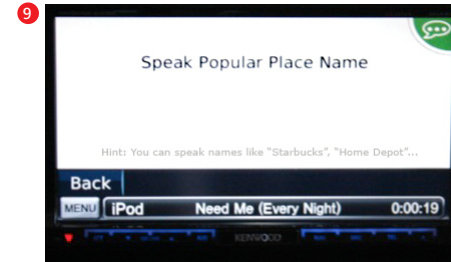 9
Speak Popular Place Name
Hint: You can speak names like "Starbucks", "Home Depot"...
Back
MENU iPod Need Me (Every Night) 0:00:19
KENWOOD